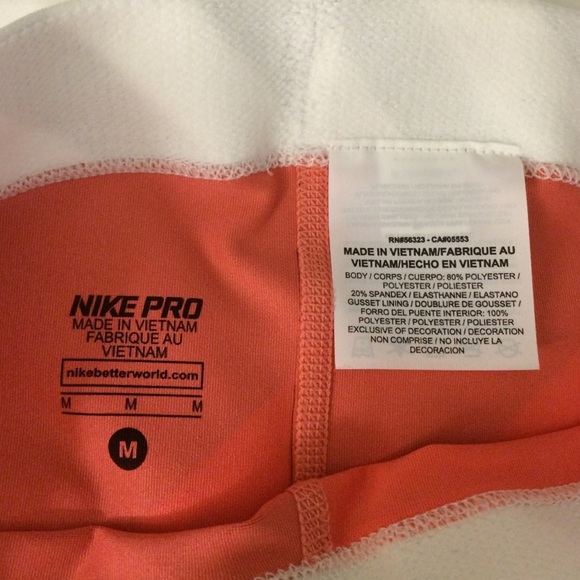 NIKE PRO
MADE IN VIETNAM
FABRIQUE AU
VIETNAM
nikebetterworld.com
M M M
M
RN#56323 - CA#05553
MADE IN VIETNAM/FABRIQUE AU
VIETNAM/HECHO EN VIETNAM
BODY / CORPS / CUERPO: 80% POLYESTER /
POLYESTER / POLIESTER
20% SPANDEX / ELASTHANNE / ELASTANO
GUSSET LINING / DOUBLURE DE GOUSSET /
FORRO DEL PUENTE INTERIOR: 100%
POLYESTER / POLYESTER / POLIESTER
EXCLUSIVE OF DECORATION / DECORATION
NON COMPRISE / NO INCLUYE LA
DECORACION